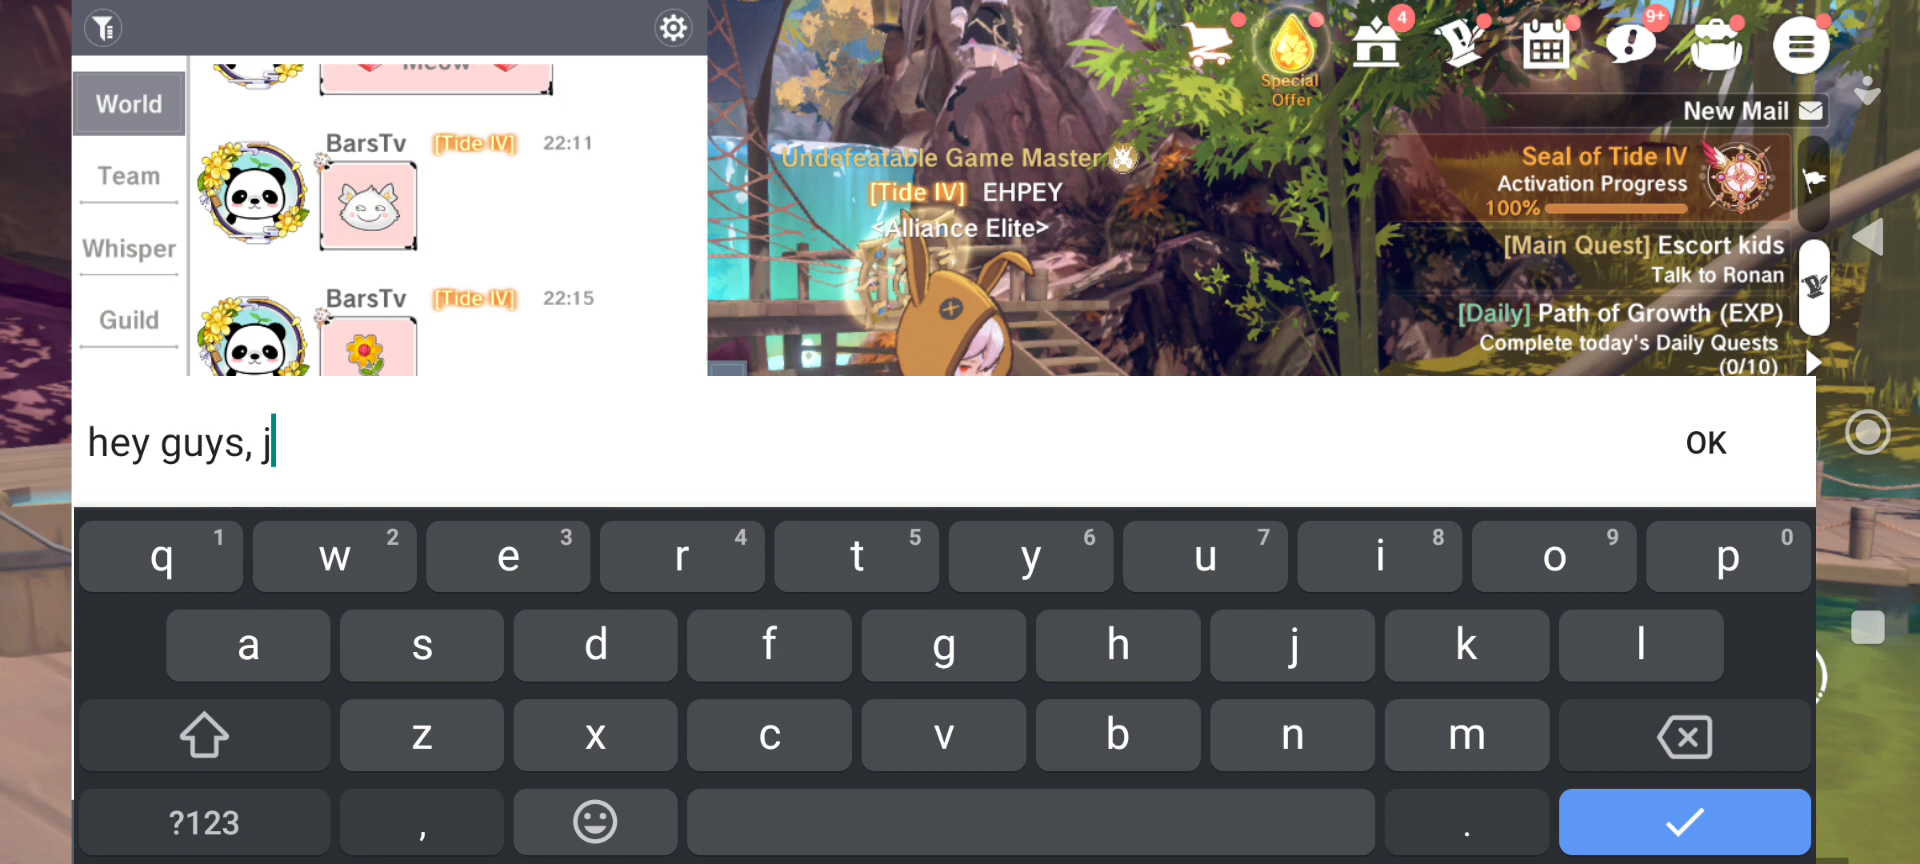 Meow
World
Team
Whisper
Guild
BarsTv [Tide IV] 22:11
BarsTv [Tide IV] 22:15
Special
Offer
4
9+
New Mail
Undefeatable Game Master
[Tide IV] EHPEY
<Alliance Elite>
Seal of Tide IV
Activation Progress
100%
[Main Quest] Escort kids
Talk to Ronan
[Daily] Path of Growth (EXP)
Complete today's Daily Quests
(0/10)
hey guys, j
OK
q 1 w 2 e 3 r 4 t 5 y 6 u 7 i 8 o 9 p 0
a s d f g h j k l
z x c v b n m
?123 , .